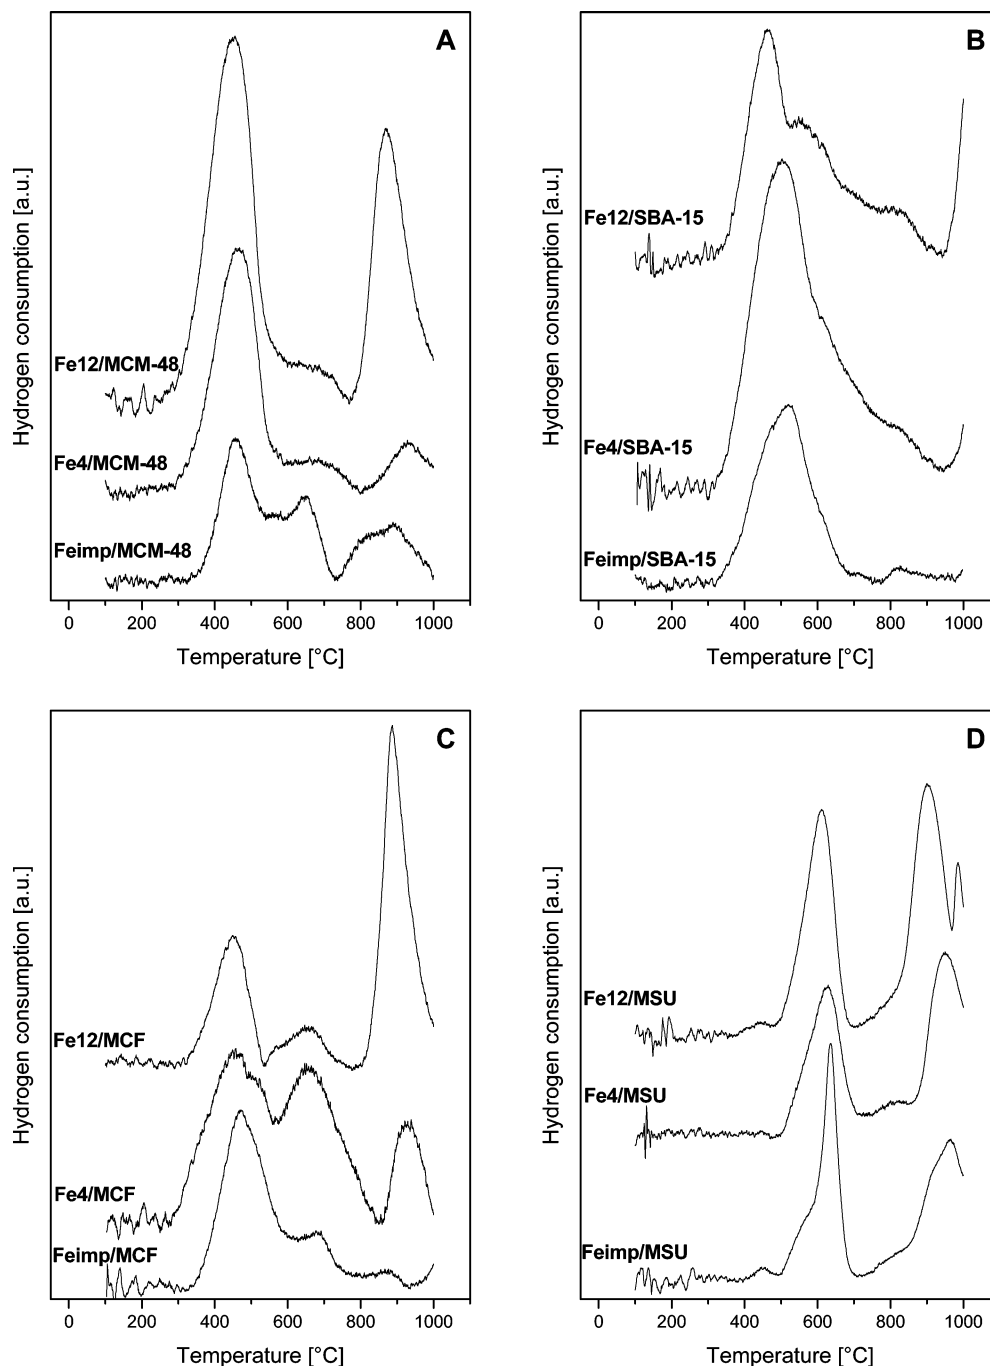 A
Hydrogen consumption [a.u.]
Fe12/MCM-48
Fe4/MCM-48
Feimp/MCM-48
0 200 400 600 800 1000
Temperature [°C]
B
Hydrogen consumption [a.u.]
Fe12/SBA-15
Fe4/SBA-15
Feimp/SBA-15
0 200 400 600 800 1000
Temperature [°C]
C
Hydrogen consumption [a.u.]
Fe12/MCF
Fe4/MCF
Feimp/MCF
0 200 400 600 800 1000
Temperature [°C]
D
Hydrogen consumption [a.u.]
Fe12/MSU
Fe4/MSU
Feimp/MSU
0 200 400 600 800 1000
Temperature [°C]